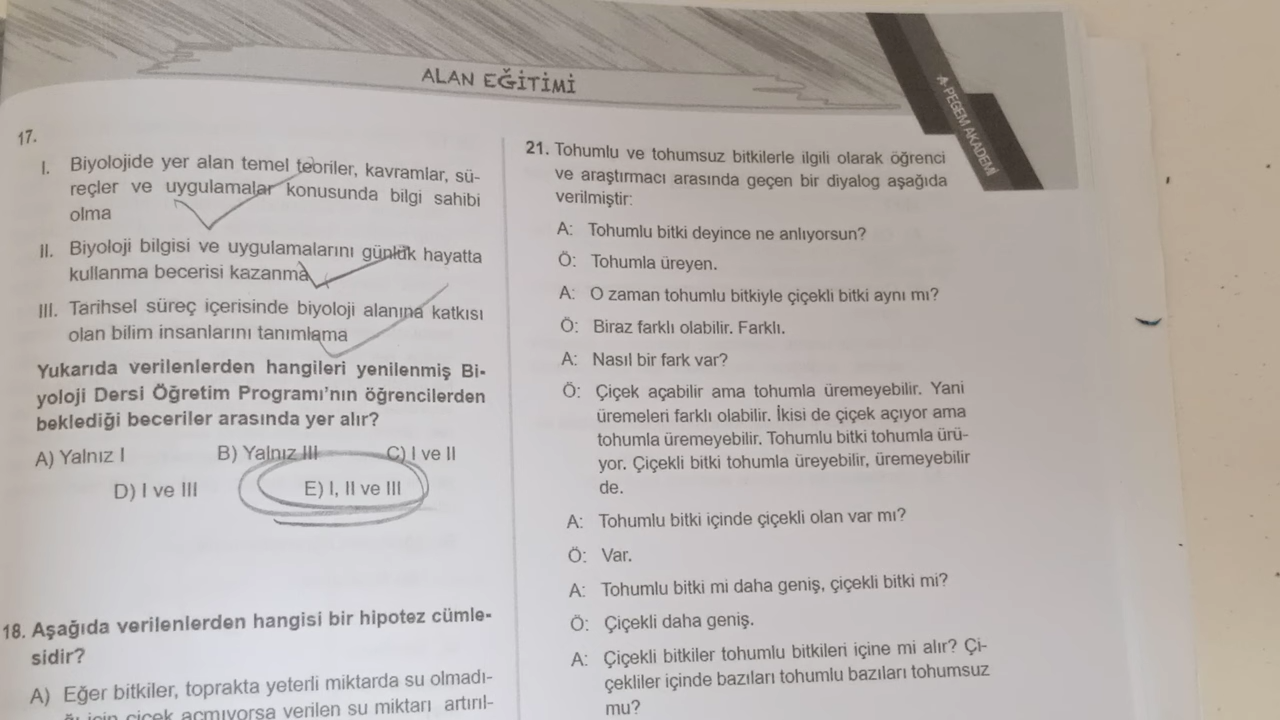 ALAN EĞİTİMİ
PEGEM AKADEMİ
17.
I. Biyolojide yer alan temel teoriler, kavramlar, sü-
reçler ve uygulamalar konusunda bilgi sahibi
olma
II. Biyoloji bilgisi ve uygulamalarını günlük hayatta
kullanma becerisi kazanma
III. Tarihsel süreç içerisinde biyoloji alanına katkısı
olan bilim insanlarını tanımlama
Yukarıda verilenlerden hangileri yenilenmiş Bi-
yoloji Dersi Öğretim Programı'nın öğrencilerden
beklediği beceriler arasında yer alır?
A) Yalnız I B) Yalnız III C) I ve II
D) I ve III E) I, II ve III
18. Aşağıda verilenlerden hangisi bir hipotez cümle-
sidir?
A) Eğer bitkiler, toprakta yeterli miktarda su olmadı-
ğı için çiçek açmıyorsa verilen su miktarı artırıl-
21. Tohumlu ve tohumsuz bitkilerle ilgili olarak öğrenci
ve araştırmacı arasında geçen bir diyalog aşağıda
verilmiştir:
A: Tohumlu bitki deyince ne anlıyorsun?
Ö: Tohumla üreyen.
A: O zaman tohumlu bitkiyle çiçekli bitki aynı mı?
Ö: Biraz farklı olabilir. Farklı.
A: Nasıl bir fark var?
Ö: Çiçek açabilir ama tohumla üremeyebilir. Yani
üremeleri farklı olabilir. İkisi de çiçek açıyor ama
tohumla üremeyebilir. Tohumlu bitki tohumla ürü-
yor. Çiçekli bitki tohumla üreyebilir, üremeyebilir
de.
A: Tohumlu bitki içinde çiçekli olan var mı?
Ö: Var.
A: Tohumlu bitki mi daha geniş, çiçekli bitki mi?
Ö: Çiçekli daha geniş.
A: Çiçekli bitkiler tohumlu bitkileri içine mi alır? Çi-
çekliler içinde bazıları tohumlu bazıları tohumsuz
mu?